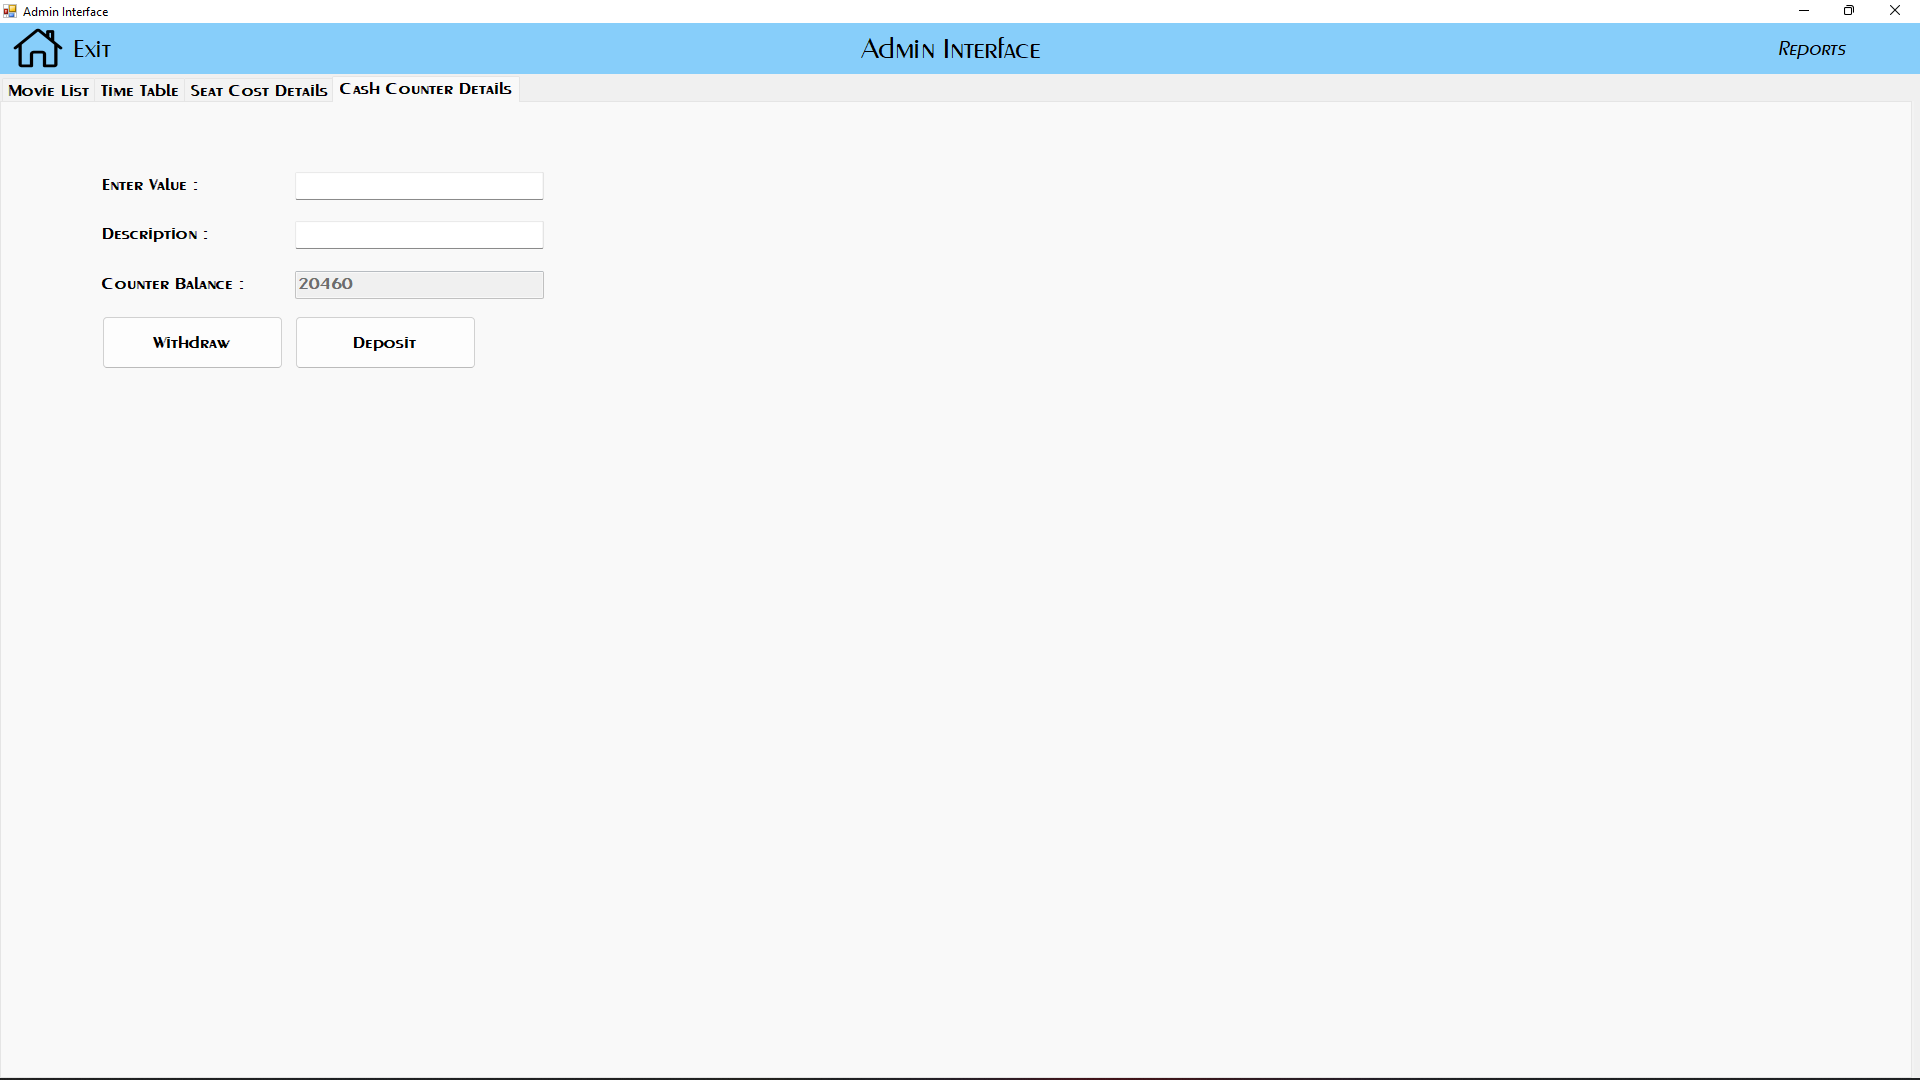 Admin Interface
Exit
Admin Interface
Reports
Movie List Time Table Seat Cost Details Cash Counter Details
Enter Value :
Description :
Counter Balance : 20460
Withdraw Deposit